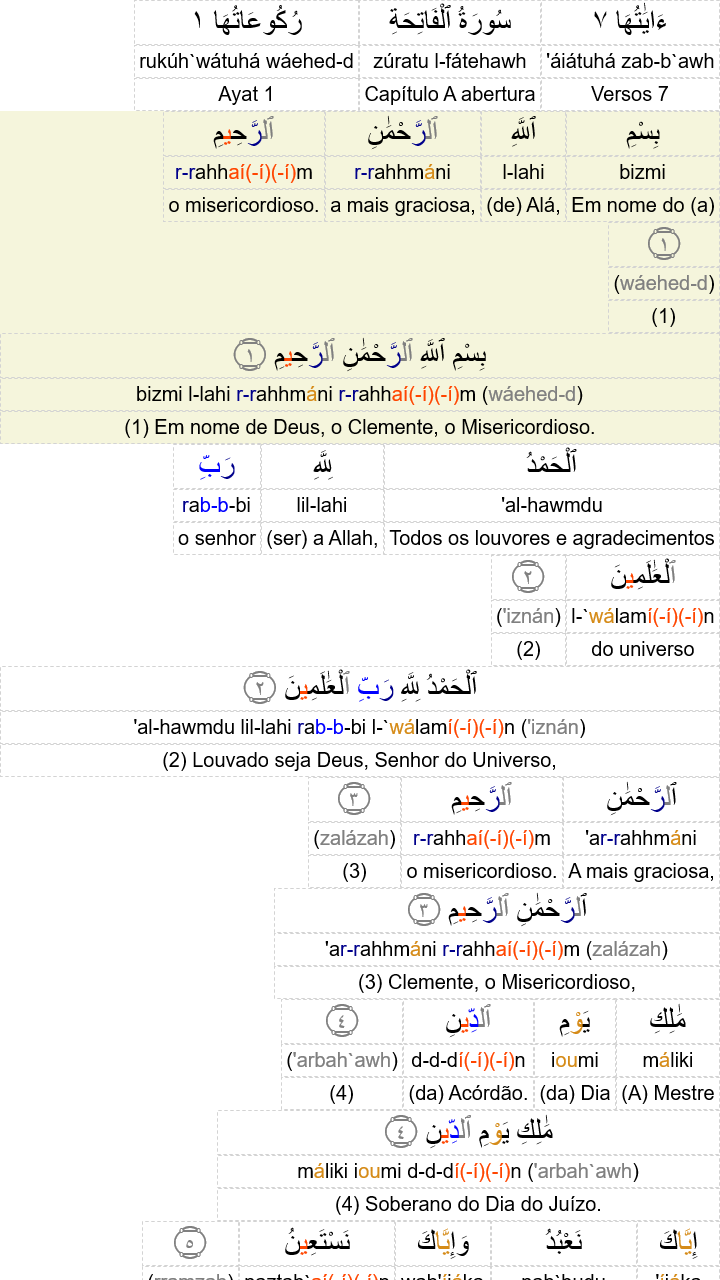 ءَايَٰتُهَا ٧ سُورَةُ ٱلْفَاتِحَةِ رُكُوعَاتُهَا ١
'áiátuhá zab-b`awh zúratu l-fátehawh rukúh`wátuhá wáehed-d
Versos 7 Capítulo A abertura Ayat 1
بِسْمِ ٱللَّهِ ٱلرَّحْمَٰنِ ٱلرَّحِيمِ
bizmi l-lahi r-rahhmáni r-rahhaí(-í)(-í)m
Em nome do (a) (de) Alá, a mais graciosa, o misericordioso.
١
(wáehed-d)
(1)
بِسْمِ ٱللَّهِ ٱلرَّحْمَٰنِ ٱلرَّحِيمِ ١
bizmi l-lahi r-rahhmáni r-rahhaí(-í)(-í)m (wáehed-d)
(1) Em nome de Deus, o Clemente, o Misericordioso.
ٱلْحَمْدُ لِلَّهِ رَبِّ
'al-hawmdu lil-lahi rab-b-bi
Todos os louvores e agradecimentos (ser) a Allah, o senhor
ٱلْعَٰلَمِينَ ٢
l-`wálamí(-í)(-í)n ('iznán)
do universo (2)
ٱلْحَمْدُ لِلَّهِ رَبِّ ٱلْعَٰلَمِينَ ٢
'al-hawmdu lil-lahi rab-b-bi l-`wálamí(-í)(-í)n ('iznán)
(2) Louvado seja Deus, Senhor do Universo,
ٱلرَّحْمَٰنِ ٱلرَّحِيمِ ٣
'ar-rahhmáni r-rahhaí(-í)(-í)m (zalázah)
A mais graciosa, o misericordioso. (3)
ٱلرَّحْمَٰنِ ٱلرَّحِيمِ ٣
'ar-rahhmáni r-rahhaí(-í)(-í)m (zalázah)
(3) Clemente, o Misericordioso,
مَٰلِكِ يَوْمِ ٱلدِّينِ ٤
máliki ioumi d-d-dí(-í)(-í)n ('arbah`awh)
(A) Mestre (da) Dia (da) Acórdão. (4)
مَٰلِكِ يَوْمِ ٱلدِّينِ ٤
máliki ioumi d-d-dí(-í)(-í)n ('arbah`awh)
(4) Soberano do Dia do Juízo.
إِيَّاكَ نَعْبُدُ وَإِيَّاكَ نَسْتَعِينُ ٥